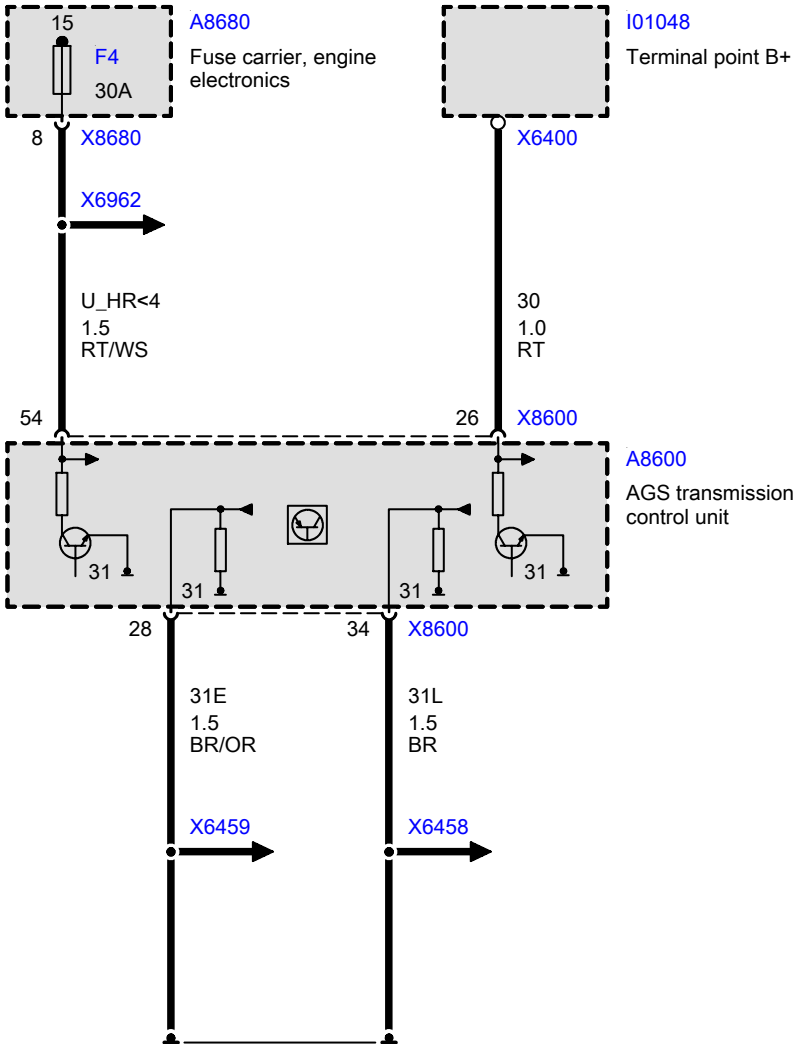 15
F4
30A
A8680
Fuse carrier, engine
electronics
I01048
Terminal point B+
8
X8680
X6400
X6962
U_HR<4
1.5
RT/WS
30
1.0
RT
54
26
X8600
A8600
AGS transmission
control unit
31
31
31
31
28
34
X8600
31E
1.5
BR/OR
31L
1.5
BR
X6459
X6458